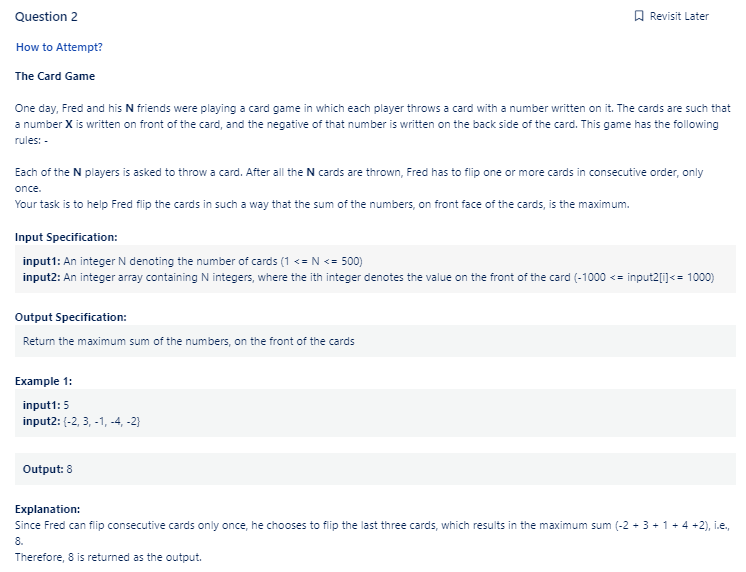 Question 2
Revisit Later
How to Attempt?
The Card Game
One day, Fred and his N friends were playing a card game in which each player throws a card with a number written on it. The cards are such that
a number X is written on front of the card, and the negative of that number is written on the back side of the card. This game has the following
rules: -
Each of the N players is asked to throw a card. After all the N cards are thrown, Fred has to flip one or more cards in consecutive order, only
once.
Your task is to help Fred flip the cards in such a way that the sum of the numbers, on front face of the cards, is the maximum.
Input Specification:
input1: An integer N denoting the number of cards (1 <= N <= 500)
input2: An integer array containing N integers, where the ith integer denotes the value on the front of the card (-1000 <= input2[i]<= 1000)
Output Specification:
Return the maximum sum of the numbers, on the front of the cards
Example 1:
input1: 5
input2: {-2, 3, -1, -4, -2}
Output: 8
Explanation:
Since Fred can flip consecutive cards only once, he chooses to flip the last three cards, which results in the maximum sum (-2 + 3 + 1 + 4 +2), i.e.,
8.
Therefore, 8 is returned as the output.